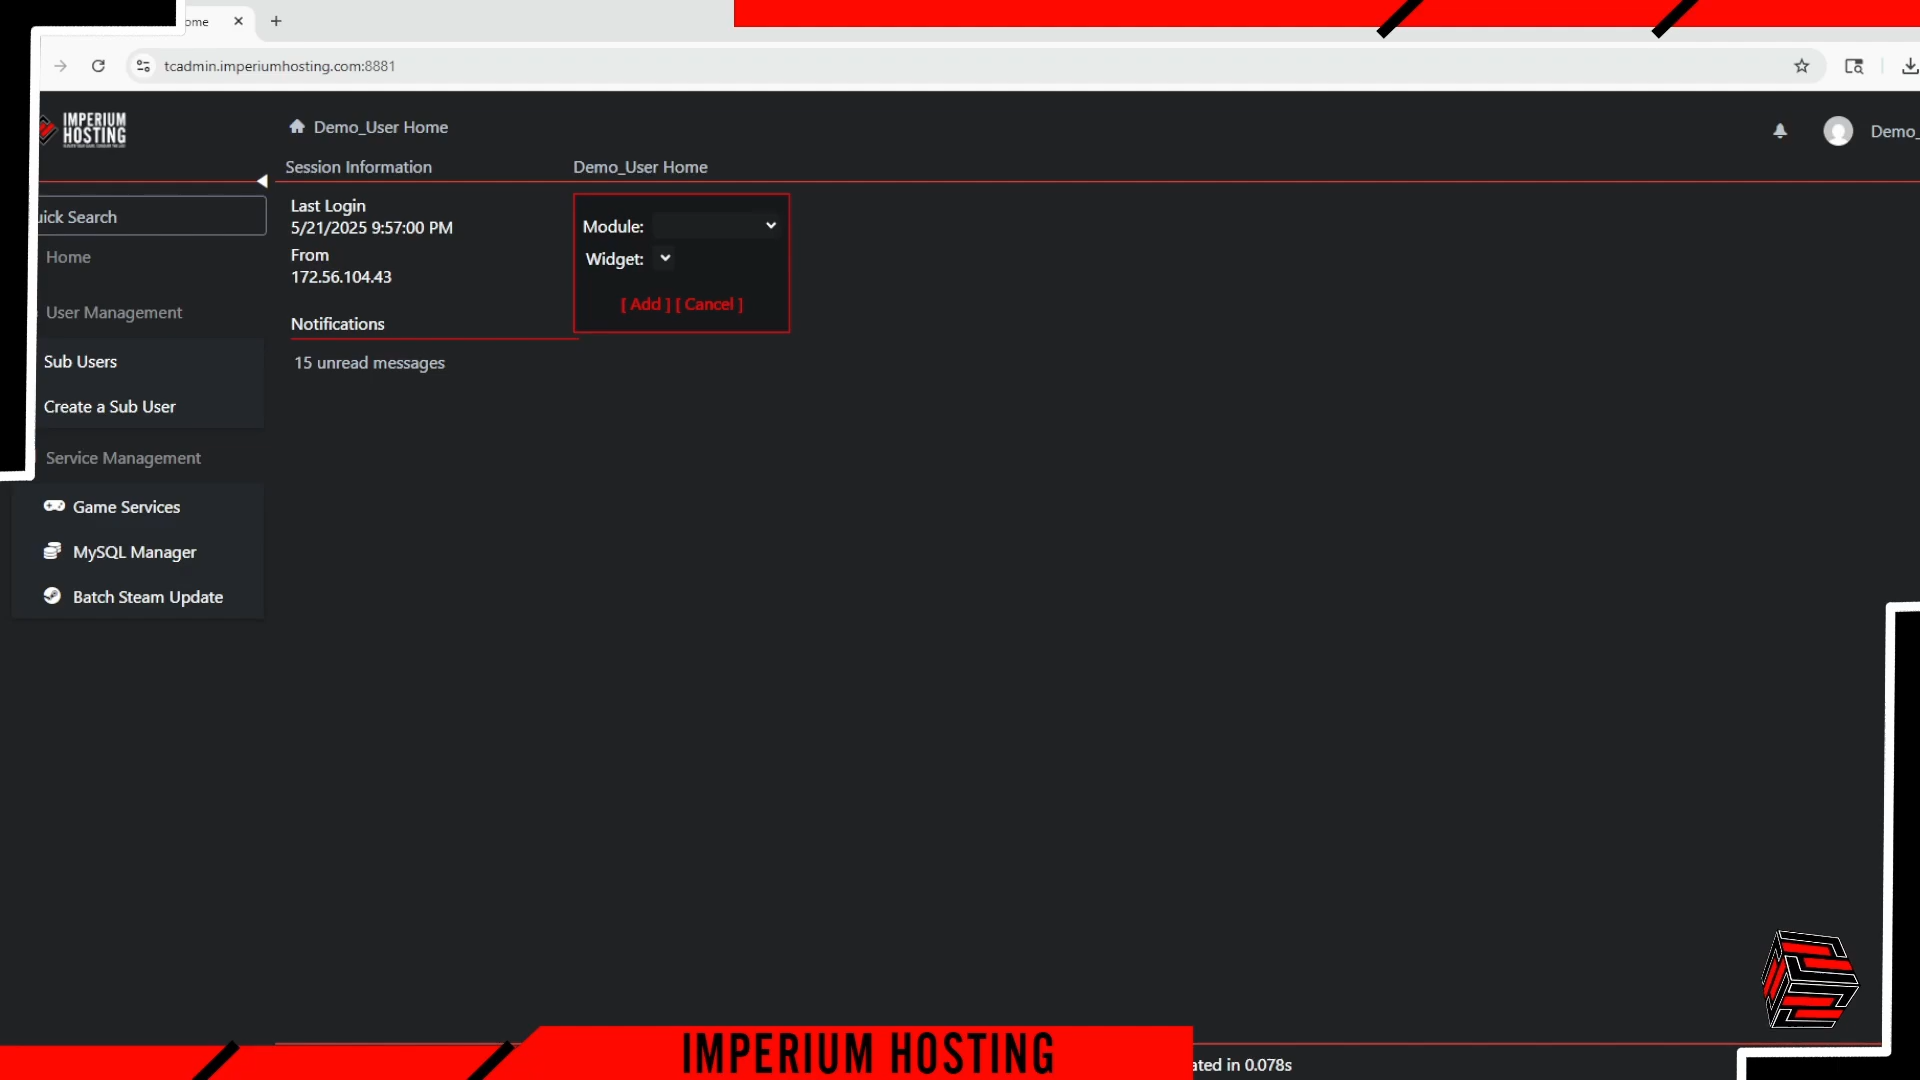 ome
tcadmin.imperiumhosting.com:8881
IMPERIUM
HOSTING
Demo_User Home
Demo_
Session Information
Demo_User Home
uick Search
Last Login
5/21/2025 9:57:00 PM
From
172.56.104.43
Module:
Widget:
[ Add ] [ Cancel ]
Notifications
15 unread messages
Home
User Management
Sub Users
Create a Sub User
Service Management
Game Services
MySQL Manager
Batch Steam Update
IMPERIUM HOSTING
ated in 0.078s